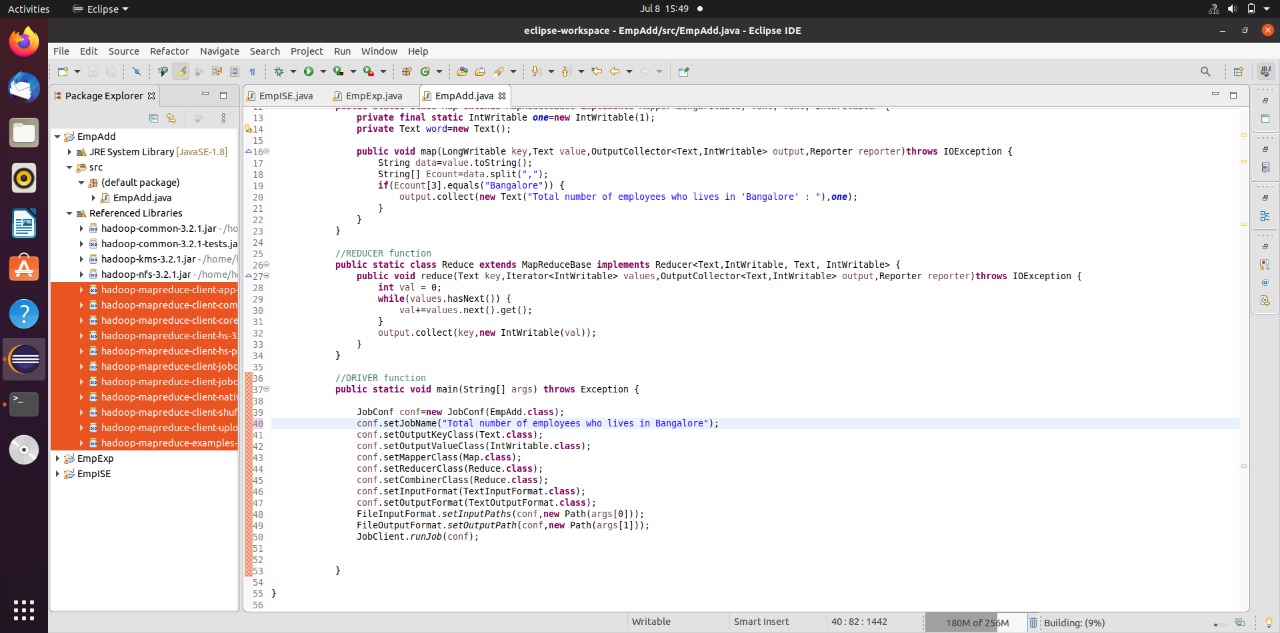 Activities
Eclipse
Jul 8 15:49
eclipse-workspace - EmpAdd/src/EmpAdd.java - Eclipse IDE
File Edit Source Refactor Navigate Search Project Run Window Help
Package Explorer
EmpISE.java
EmpExp.java
EmpAdd.java
EmpAdd
JRE System Library [JavaSE-1.8]
src
(default package)
EmpAdd.java
Referenced Libraries
hadoop-common-3.2.1.jar - /ho
hadoop-common-3.2.1-tests.ja
hadoop-kms-3.2.1.jar - /home/h
hadoop-nfs-3.2.1.jar - /home/h
hadoop-mapreduce-client-app-
hadoop-mapreduce-client-com
hadoop-mapreduce-client-core
hadoop-mapreduce-client-hs-3.
hadoop-mapreduce-client-hs-p
hadoop-mapreduce-client-jobc
hadoop-mapreduce-client-jobc
hadoop-mapreduce-client-nati
hadoop-mapreduce-client-shuf
hadoop-mapreduce-client-uplo
hadoop-mapreduce-examples-
EmpExp
EmpISE
13 private final static IntWritable one=new IntWritable(1);
14 private Text word=new Text();
15
16 public void map(LongWritable key,Text value,OutputCollector<Text,IntWritable> output,Reporter reporter)throws IOException {
17 String data=value.toString();
18 String[] Ecount=data.split(",");
19 if(Ecount[3].equals("Bangalore")) {
20 output.collect(new Text("Total number of employees who lives in 'Bangalore' : "),one);
21 }
22 }
23 }
24
25 //REDUCER function
26 public static class Reduce extends MapReduceBase implements Reducer<Text,IntWritable, Text, IntWritable> {
27 public void reduce(Text key,Iterator<IntWritable> values,OutputCollector<Text,IntWritable> output,Reporter reporter)throws IOException {
28 int val = 0;
29 while(values.hasNext()) {
30 val+=values.next().get();
31 }
32 output.collect(key,new IntWritable(val));
33 }
34 }
35
36 //DRIVER function
37 public static void main(String[] args) throws Exception {
38
39 JobConf conf=new JobConf(EmpAdd.class);
40 conf.setJobName("Total number of employees who lives in Bangalore");
41 conf.setOutputKeyClass(Text.class);
42 conf.setOutputValueClass(IntWritable.class);
43 conf.setMapperClass(Map.class);
44 conf.setReducerClass(Reduce.class);
45 conf.setCombinerClass(Reduce.class);
46 conf.setInputFormat(TextInputFormat.class);
47 conf.setOutputFormat(TextOutputFormat.class);
48 FileInputFormat.setInputPaths(conf,new Path(args[0]));
49 FileOutputFormat.setOutputPath(conf,new Path(args[1]));
50 JobClient.runJob(conf);
51
52
53 }
54
55 }
56
Writable
Smart Insert
40 : 82 : 1442
180M of 256M
Building: (9%)